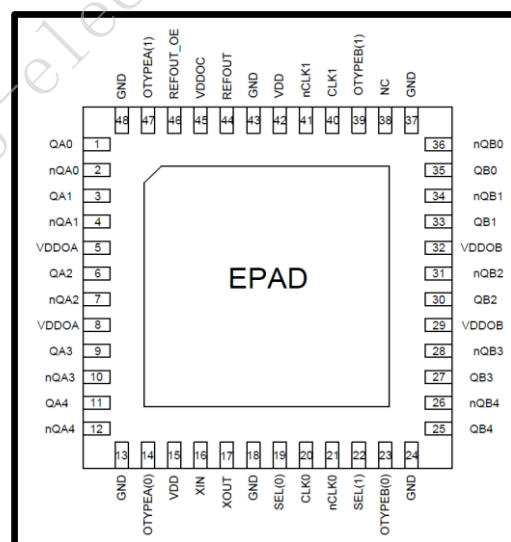 GND
OTYPEA(1)
REFOUT_OE
VDDOC
REFOUT
GND
VDD
nCLK1
CLK1
OTYPEB(1)
NC
GND
48 47 46 45 44 43 42 41 40 39 38 37
QA0 1
nQA0 2
QA1 3
nQA1 4
VDDOA 5
QA2 6
nQA2 7
VDDOA 8
QA3 9
nQA3 10
QA4 11
nQA4 12
EPAD
36 nQB0
35 QB0
34 nQB1
33 QB1
32 VDDOB
31 nQB2
30 QB2
29 VDDOB
28 nQB3
27 QB3
26 nQB4
25 QB4
13 14 15 16 17 18 19 20 21 22 23 24
GND
OTYPEA(0)
VDD
XIN
XOUT
GND
SEL(0)
CLK0
nCLK0
SEL(1)
OTYPEB(0)
GND